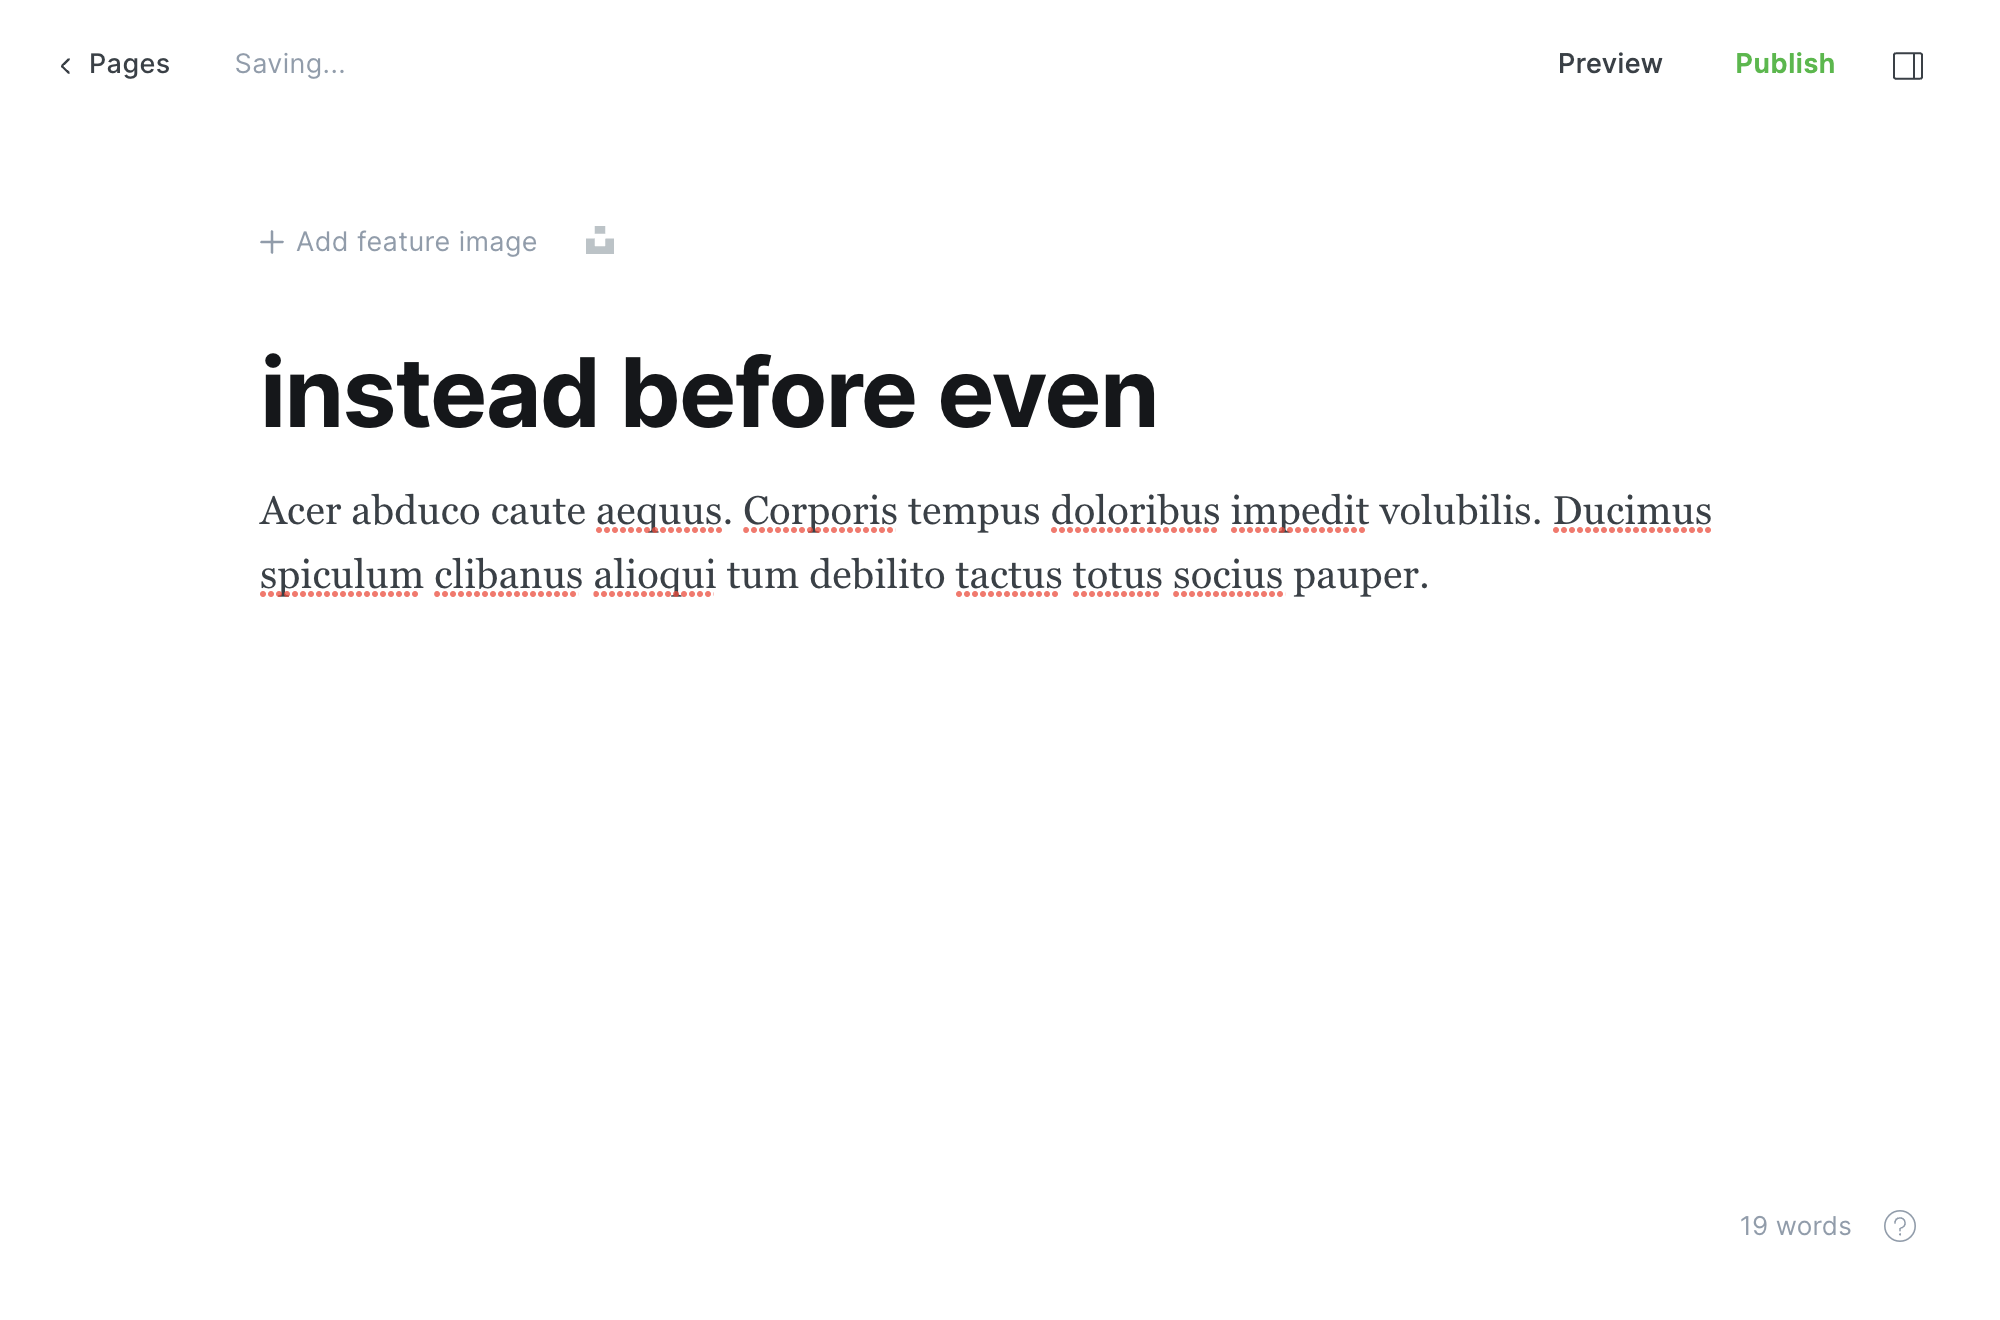 Pages
Saving...
Preview
Publish
Add feature image
instead before even
Acer abduco caute aequus. Corporis tempus doloribus impedit volubilis. Ducimus
spiculum clibanus alioqui tum debilito tactus totus socius pauper.
19 words
?